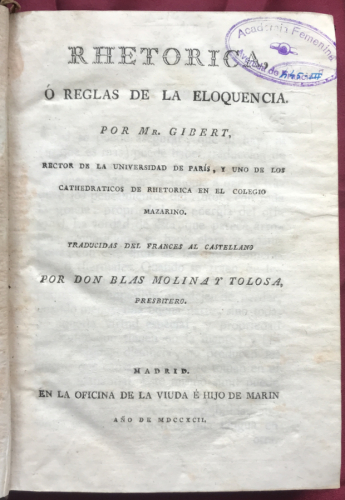 RHETORICA,
Academia Femenina
Ó REGLAS DE LA ELOQUENCIA.
POR MR. GIBERT,
RECTOR DE LA UNIVERSIDAD DE PARÍS, Y UNO DE LOS
CATHEDRATICOS DE RHETORICA EN EL COLEGIO
MAZARINO.
TRADUCIDAS DEL FRANCES AL CASTELLANO
POR DON BLAS MOLINA Y TOLOSA,
PRESBITERO.
MADRID.
EN LA OFICINA DE LA VIUDA É HIJO DE MARIN
AÑO DE MDCCXCII.